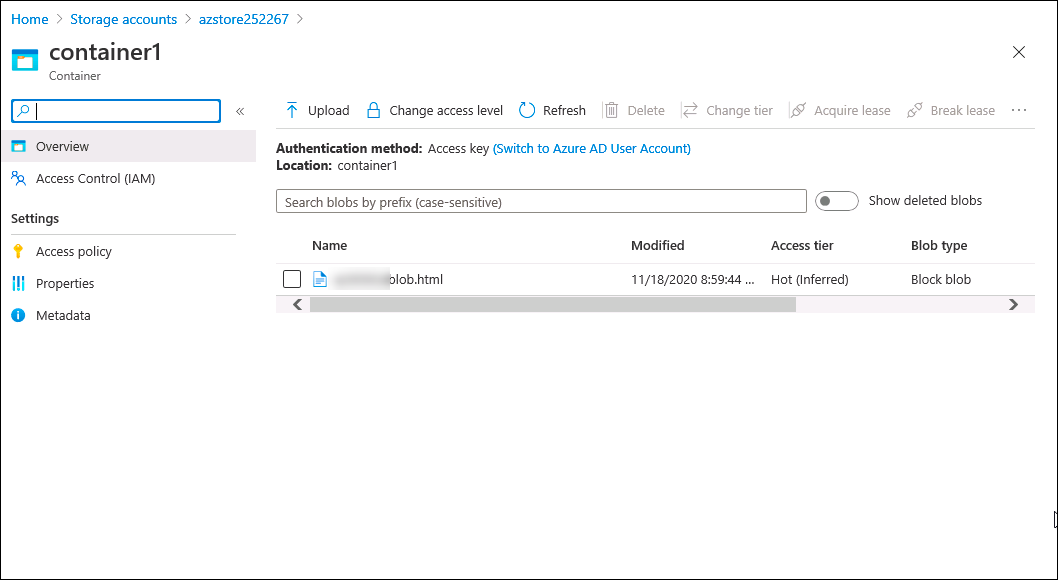 Home > Storage accounts > azstore252267 >
container1
Container
«
Upload Change access level Refresh Delete Change tier Acquire lease Break lease ...
Overview
Access Control (IAM)
Settings
Access policy
Properties
Metadata
Authentication method: Access key (Switch to Azure AD User Account)
Location: container1
Search blobs by prefix (case-sensitive)
Show deleted blobs
Name Modified Access tier Blob type
blob.html 11/18/2020 8:59:44 ... Hot (Inferred) Block blob